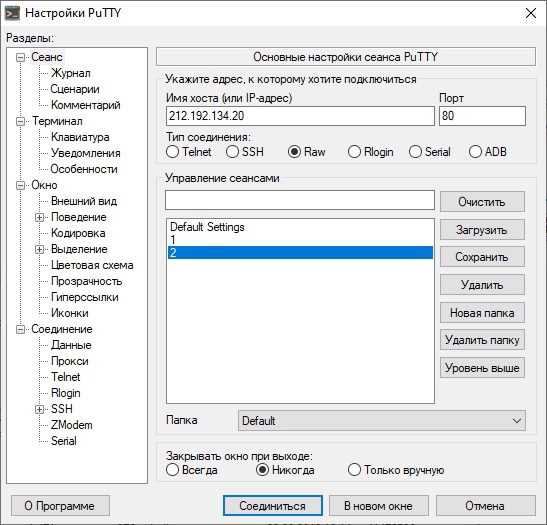 Настройки PuTTY
Разделы:
Сеанс
Журнал
Сценарии
Комментарий
Терминал
Клавиатура
Уведомления
Особенности
Окно
Внешний вид
Поведение
Кодировка
Выделение
Цветовая схема
Прозрачность
Гиперссылки
Иконки
Соединение
Данные
Прокси
Telnet
Rlogin
SSH
ZModem
Serial
Основные настройки сеанса PuTTY
Укажите адрес, к которому хотите подключиться
Имя хоста (или IP-адрес) Порт
212.192.134.20 80
Тип соединения:
Telnet SSH Raw Rlogin Serial ADB
Управление сеансами
Default Settings
1
2
Очистить
Загрузить
Сохранить
Удалить
Новая папка
Удалить папку
Уровень выше
Папка Default
Закрывать окно при выходе:
Всегда Никогда Только вручную
О Программе Соединиться В новом окне Отмена